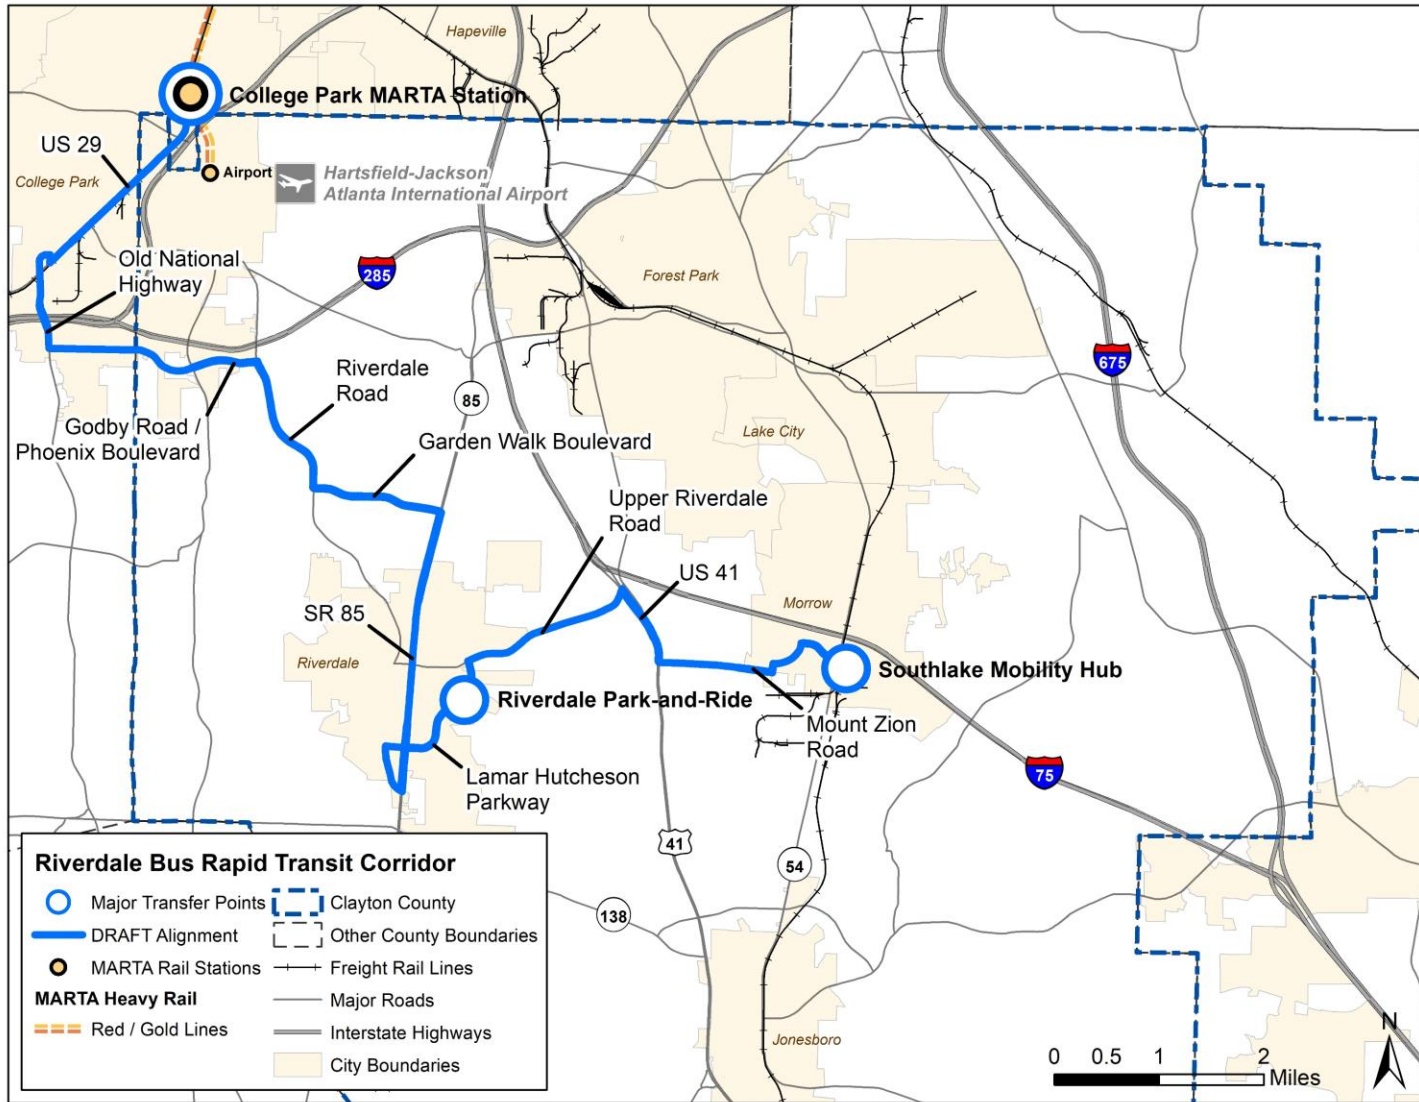 Hapeville
College Park MARTA Station
US 29
College Park
Airport
Hartsfield-Jackson
Atlanta International Airport
Old National
Highway
285
Forest Park
675
Riverdale
Road
85
Godby Road /
Phoenix Boulevard
Garden Walk Boulevard
Lake City
Upper Riverdale
Road
US 41
SR 85
Morrow
Riverdale
Southlake Mobility Hub
Riverdale Park-and-Ride
Mount Zion
Road
Lamar Hutcheson
Parkway
75
41
54
138
Jonesboro
Riverdale Bus Rapid Transit Corridor
Major Transfer Points
DRAFT Alignment
MARTA Rail Stations
MARTA Heavy Rail
Red / Gold Lines
Clayton County
Other County Boundaries
Freight Rail Lines
Major Roads
Interstate Highways
City Boundaries
0 0.5 1 2
Miles
N